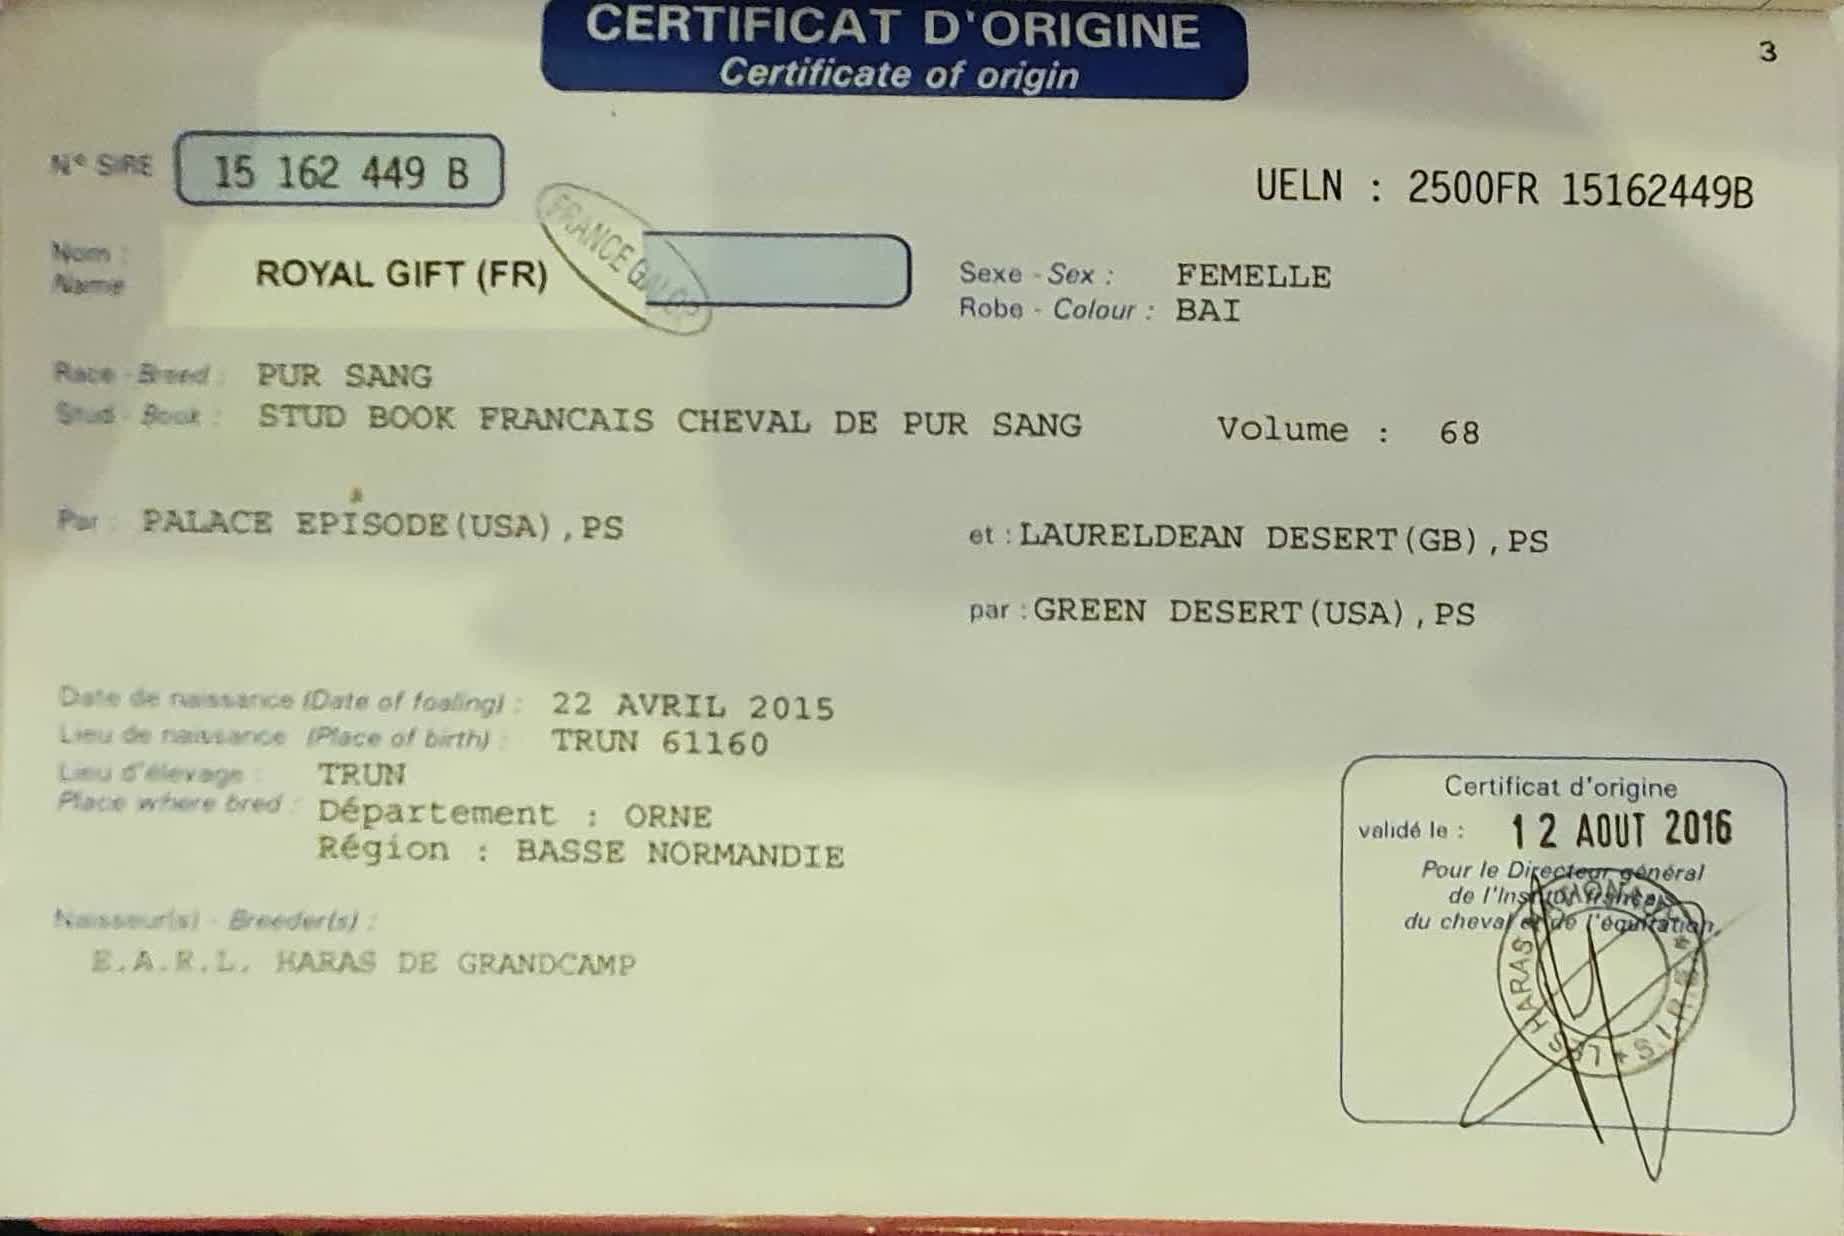 CERTIFICAT D'ORIGINE
Certificate of origin
3
N° SIRE 15 162 449 B
UELN : 2500FR 15162449B
FRANCE GALOP
Nom :
Name
ROYAL GIFT (FR)
Sexe - Sex : FEMELLE
Robe - Colour : BAI
Race - Breed : PUR SANG
Stud - Book : STUD BOOK FRANCAIS CHEVAL DE PUR SANG Volume : 68
Par : PALACE EPISODE(USA),PS
et : LAURELDEAN DESERT(GB),PS
par : GREEN DESERT(USA),PS
Date de naissance (Date of foaling) : 22 AVRIL 2015
Lieu de naissance (Place of birth) : TRUN 61160
Lieu d'élevage : TRUN
Place where bred : Département : ORNE
Région : BASSE NORMANDIE
Naisseur(s) - Breeder(s) :
E.A.R.L. HARAS DE GRANDCAMP
Certificat d'origine
validé le : 12 AOUT 2016
Pour le Directeur général
de l'Institut français
du cheval et de l'équitation,
LES HARAS NATIONAUX * S.I.R.E. *